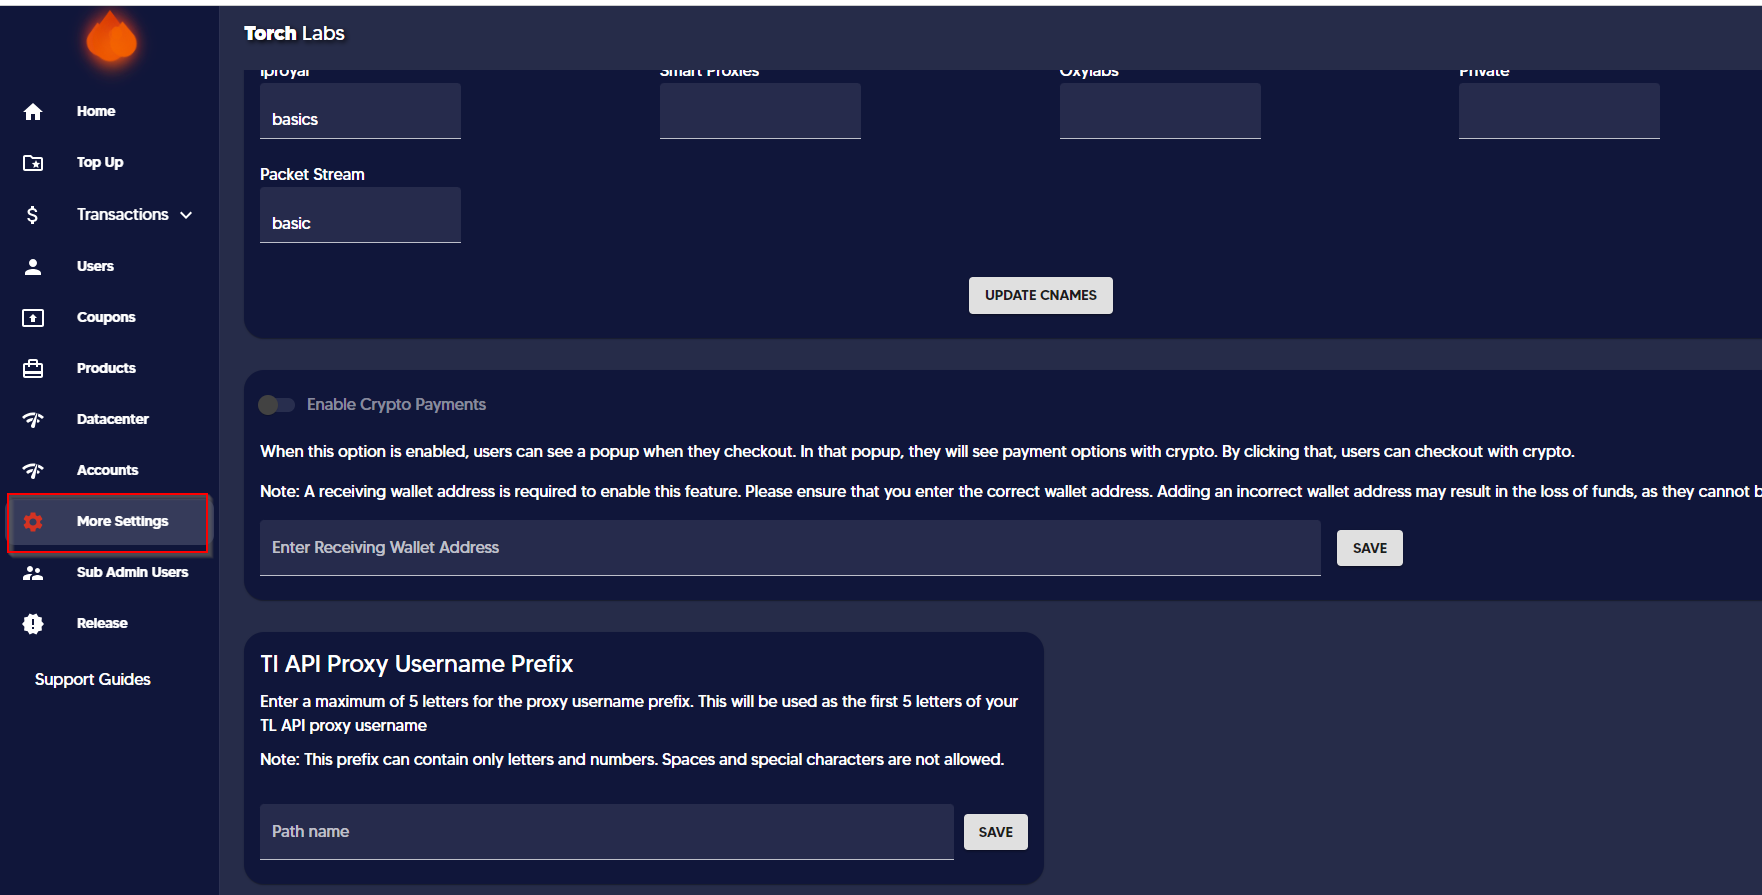 Torch Labs
Home
Top Up
Transactions
Users
Coupons
Products
Datacenter
Accounts
More Settings
Sub Admin Users
Release
Support Guides
Iproyal
Smart Proxies
Oxylabs
Private
basics
Packet Stream
basic
UPDATE CNAMES
Enable Crypto Payments
When this option is enabled, users can see a popup when they checkout. In that popup, they will see payment options with crypto. By clicking that, users can checkout with crypto.
Note: A receiving wallet address is required to enable this feature. Please ensure that you enter the correct wallet address. Adding an incorrect wallet address may result in the loss of funds, as they cannot b
Enter Receiving Wallet Address
SAVE
Tl API Proxy Username Prefix
Enter a maximum of 5 letters for the proxy username prefix. This will be used as the first 5 letters of your
TL API proxy username
Note: This prefix can contain only letters and numbers. Spaces and special characters are not allowed.
Path name
SAVE